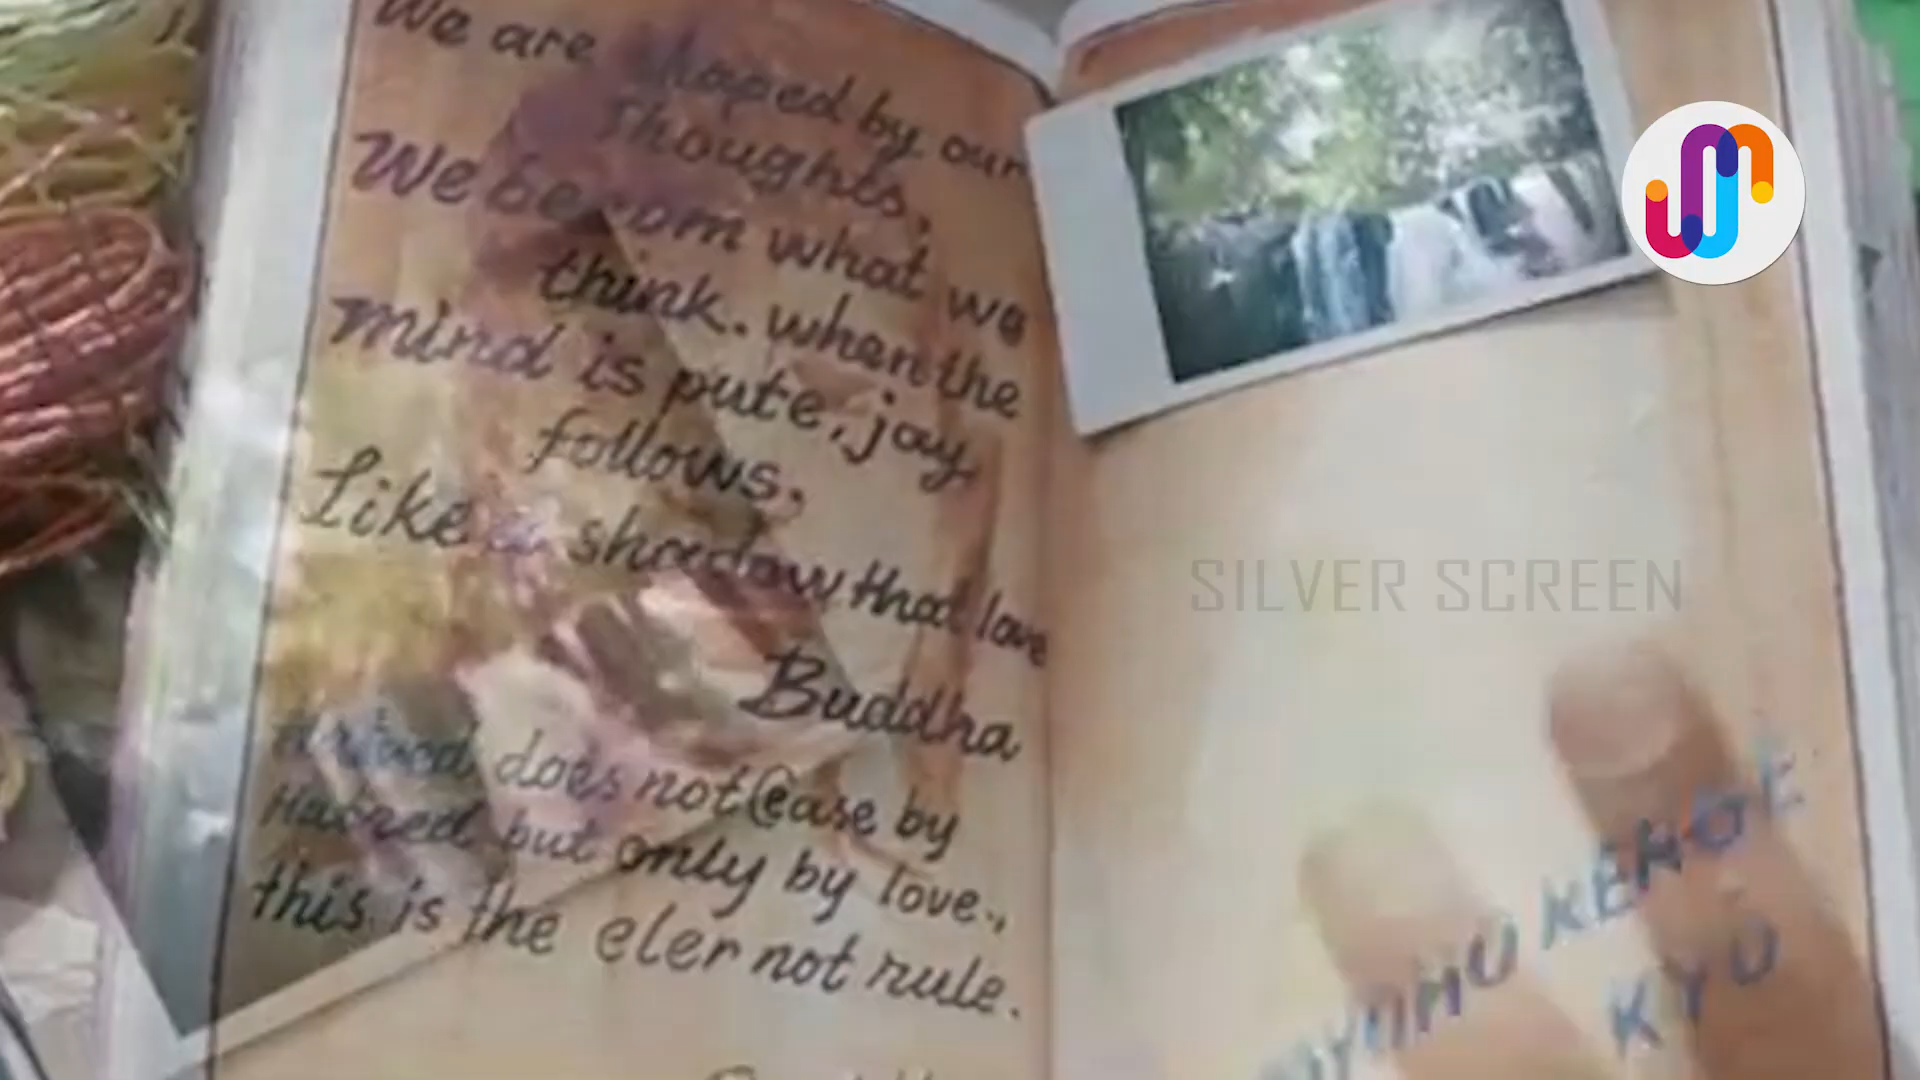 We are shaped by our
Thoughts,
We becom what we
think. when the
mind is pute, joy
follows,
Like a shadow that love
Buddha
does not Cease by
Hatred but only by love.,
this is the eler not rule.
SILVER SCREEN
KYU